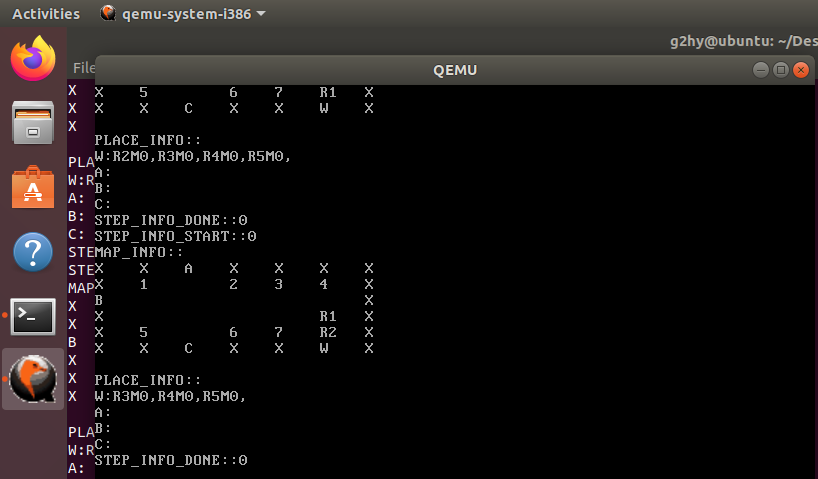 Activities qemu-system-i386
g2hy@ubuntu: ~/Des
File
QEMU
X
X
X
PLA
W:R
A:
B:
C:
STE
STE
MAP
X
X
B
X
X
X
PLA
W:R
A:
X 5 6 7 R1 X
X X C X X W X
PLACE_INFO::
W:R2M0,R3M0,R4M0,R5M0,
A:
B:
C:
STEP_INFO_DONE::0
STEP_INFO_START::0
MAP_INFO::
X X A X X X X
X 1 2 3 4 X
B X
X R1 X
X 5 6 7 R2 X
X X C X X W X
PLACE_INFO::
W:R3M0,R4M0,R5M0,
A:
B:
C:
STEP_INFO_DONE::0